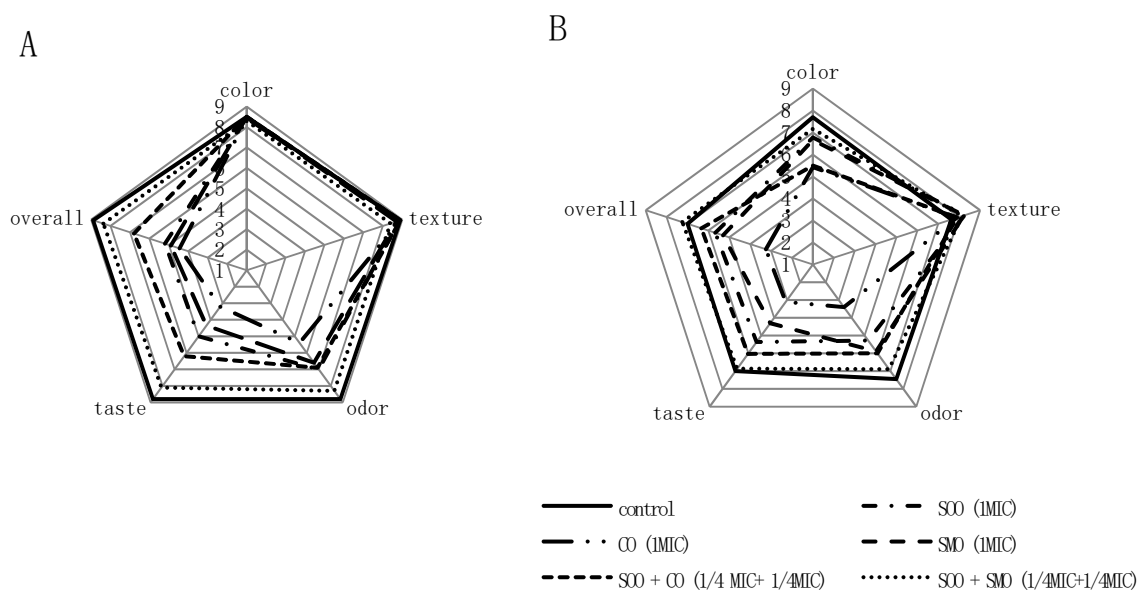 A
color
9
8
7
6
5
4
3
2
1
overall
texture
taste
odor
B
color
9
8
7
6
5
4
3
2
1
overall
texture
taste
odor
control
SOO (1MIC)
CO (1MIC)
SMO (1MIC)
SOO + CO (1/4 MIC+ 1/4MIC)
SOO + SMO (1/4MIC+1/4MIC)